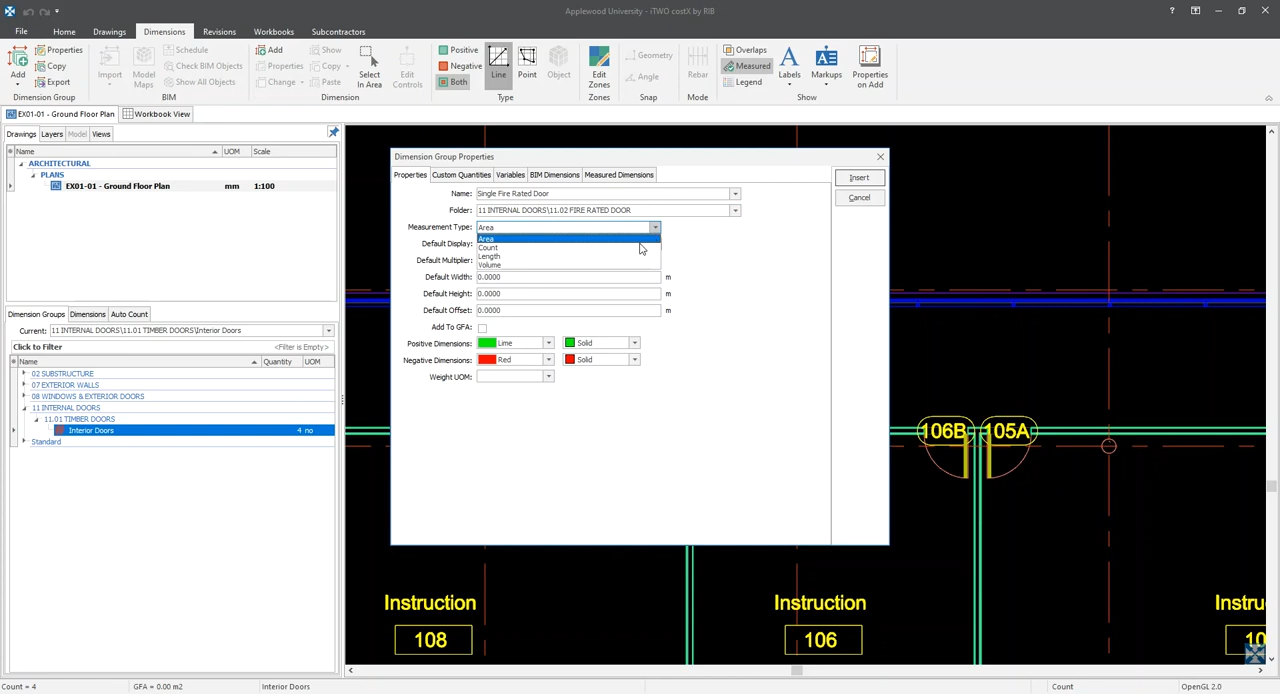 Applewood University - iTWO costX by RIB
File Home Drawings Dimensions Revisions Workbooks Subcontractors
Add
Properties
Copy
Export
Dimension Group
Import
Model Maps
Schedule
Check BIM Objects
Show All Objects
BIM
Add
Properties
Change
Show
Copy
Paste
Select In Area
Edit Controls
Dimension
Positive
Negative
Both
Line
Point
Object
Type
Edit Zones
Zones
Geometry
Angle
Snap
Rebar
Mode
Overlaps
Measured
Legend
Labels
Markups
Properties on Add
Show
EX01-01 - Ground Floor Plan Workbook View
Drawings Layers Model Views
Name UOM Scale
ARCHITECTURAL
PLANS
EX01-01 - Ground Floor Plan mm 1:100
Dimension Groups Dimensions Auto Count
Current: 11 INTERNAL DOORS\11.01 TIMBER DOORS\Interior Doors
Click to Filter <Filter is Empty>
Name Quantity UOM
02 SUBSTRUCTURE
07 EXTERIOR WALLS
08 WINDOWS & EXTERIOR DOORS
11 INTERNAL DOORS
11.01 TIMBER DOORS
Interior Doors 4 no
Standard
Dimension Group Properties
Properties Custom Quantities Variables BIM Dimensions Measured Dimensions
Name: Single Fire Rated Door
Folder: 11 INTERNAL DOORS\11.02 FIRE RATED DOOR
Measurement Type: Area
Default Display:
Area
Count
Length
Volume
Default Multiplier:
Default Width: 0.0000 m
Default Height: 0.0000 m
Default Offset: 0.0000 m
Add To GFA:
Positive Dimensions: Lime Solid
Negative Dimensions: Red Solid
Weight UOM:
Insert
Cancel
106B 105A
Instruction
108
Instruction
106
Instru
10
Count = 4 GFA = 0.00 m2 Interior Doors Count OpenGL 2.0